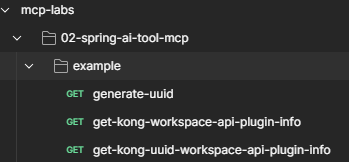 mcp-labs
02-spring-ai-tool-mcp
example
GET generate-uuid
GET get-kong-workspace-api-plugin-info
GET get-kong-uuid-workspace-api-plugin-info